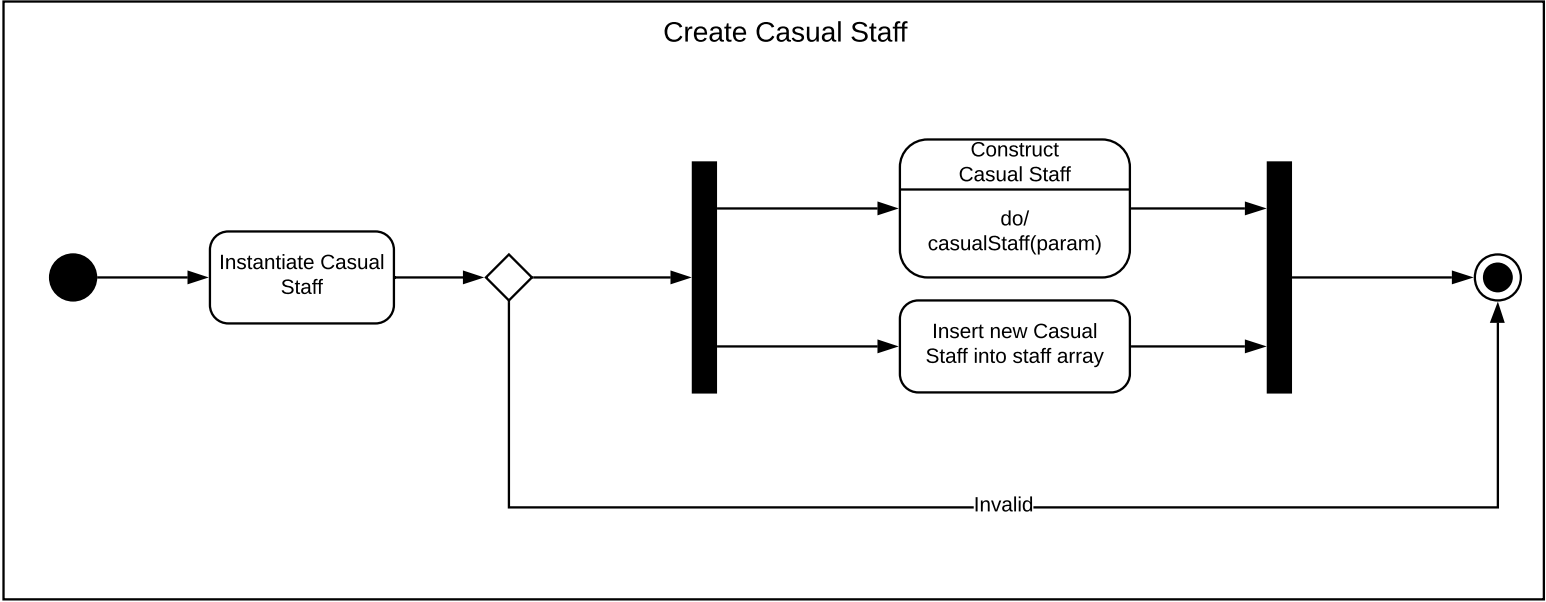 Create Casual Staff
Instantiate Casual
Staff
Construct
Casual Staff
do/
casualStaff(param)
Insert new Casual
Staff into staff array
Invalid